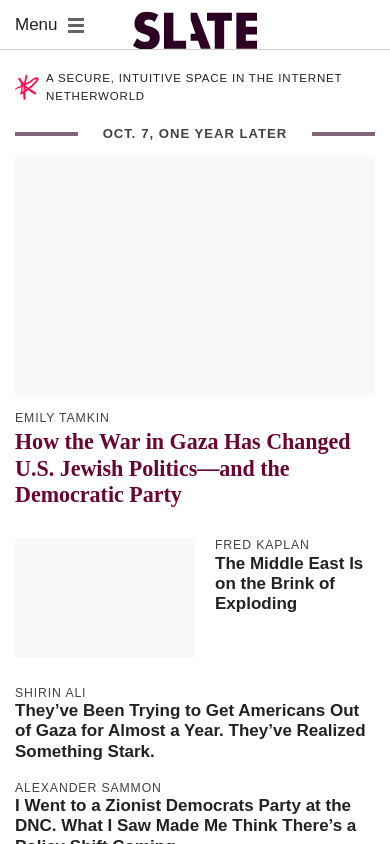 Menu
SLATE
A SECURE, INTUITIVE SPACE IN THE INTERNET
NETHERWORLD
OCT. 7, ONE YEAR LATER
EMILY TAMKIN
How the War in Gaza Has Changed
U.S. Jewish Politics—and the
Democratic Party
FRED KAPLAN
The Middle East Is
on the Brink of
Exploding
SHIRIN ALI
They’ve Been Trying to Get Americans Out
of Gaza for Almost a Year. They’ve Realized
Something Stark.
ALEXANDER SAMMON
I Went to a Zionist Democrats Party at the
DNC. What I Saw Made Me Think There’s a
Policy Shift Coming.